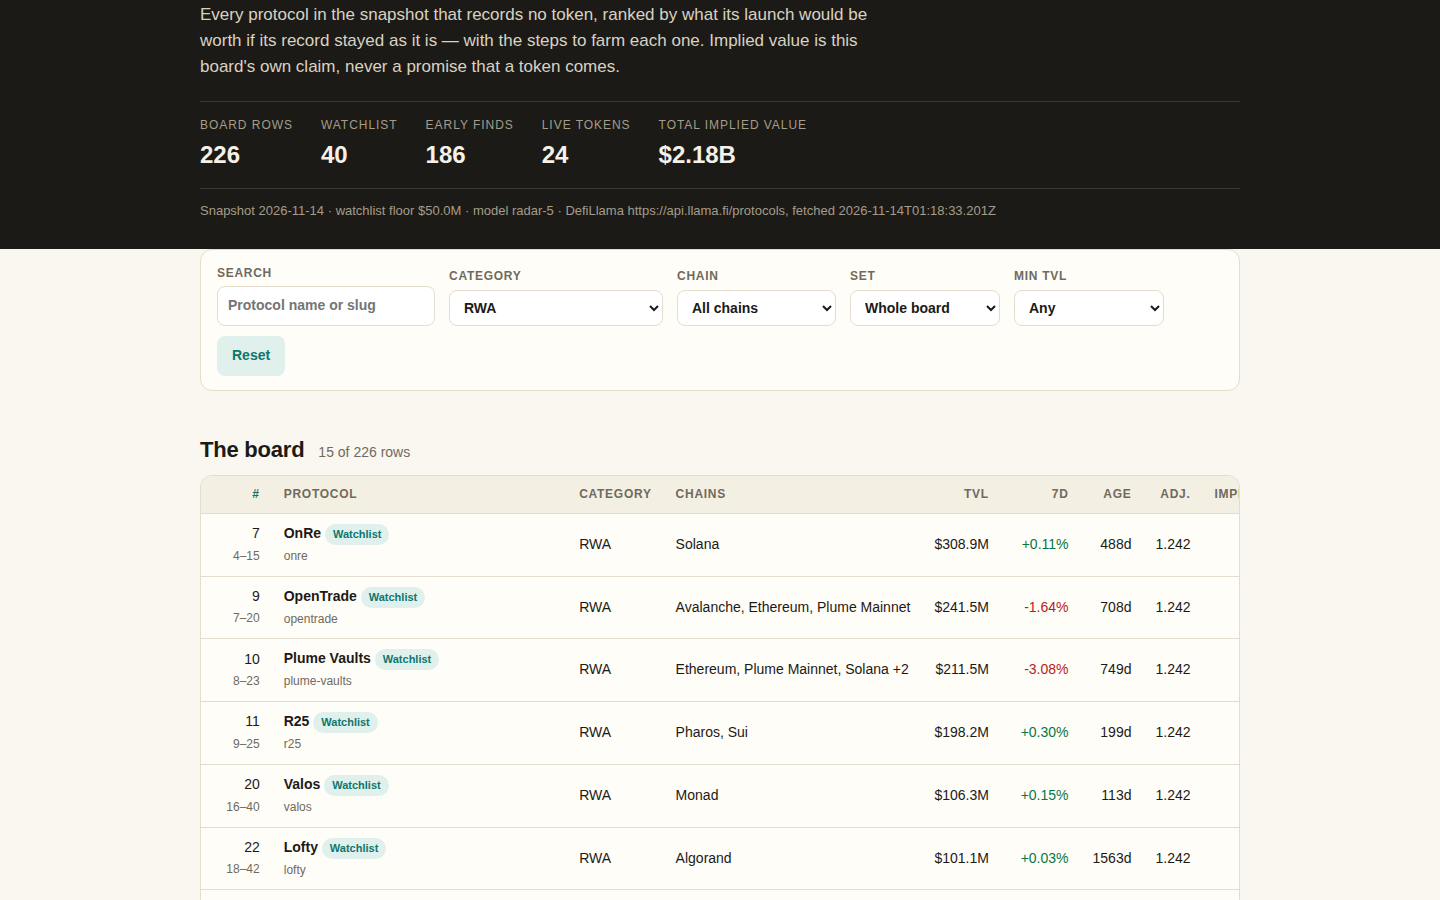 Every protocol in the snapshot that records no token, ranked by what its launch would be
worth if its record stayed as it is — with the steps to farm each one. Implied value is this
board's own claim, never a promise that a token comes.
BOARD ROWS WATCHLIST EARLY FINDS LIVE TOKENS TOTAL IMPLIED VALUE
226 40 186 24 $2.18B
Snapshot 2026-11-14 · watchlist floor $50.0M · model radar-5 · DefiLlama https://api.llama.fi/protocols, fetched 2026-11-14T01:18:33.201Z
SEARCH CATEGORY CHAIN SET MIN TVL
Protocol name or slug RWA All chains Whole board Any
Reset
The board 15 of 226 rows
# PROTOCOL CATEGORY CHAINS TVL 7D AGE ADJ.
7 OnRe Watchlist RWA Solana $308.9M +0.11% 488d 1.242
4–15 onre
9 OpenTrade Watchlist RWA Avalanche, Ethereum, Plume Mainnet $241.5M -1.64% 708d 1.242
7–20 opentrade
10 Plume Vaults Watchlist RWA Ethereum, Plume Mainnet, Solana +2 $211.5M -3.08% 749d 1.242
8–23 plume-vaults
11 R25 Watchlist RWA Pharos, Sui $198.2M +0.30% 199d 1.242
9–25 r25
20 Valos Watchlist RWA Monad $106.3M +0.15% 113d 1.242
16–40 valos
22 Lofty Watchlist RWA Algorand $101.1M +0.03% 1563d 1.242
18–42 lofty